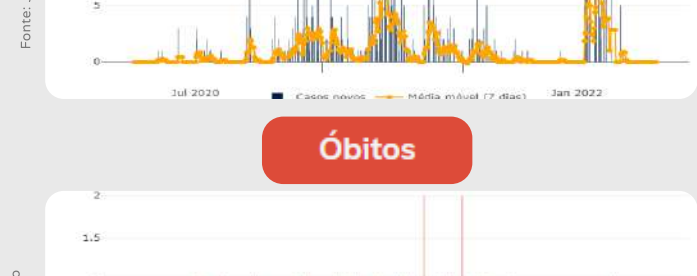 Fonte:
5
0
Jul 2020
Casos novos
Média móvel (7 dias)
Jan 2022
Óbitos
2
1.5